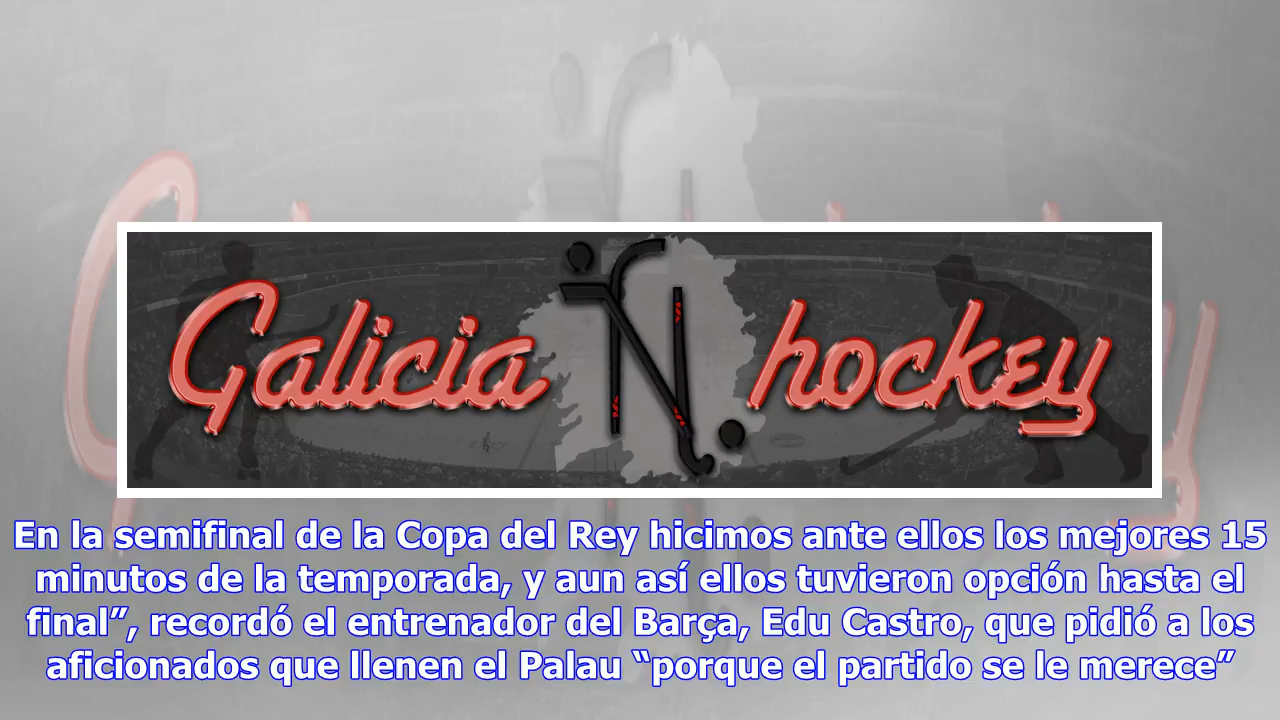 Galicia hockey
En la semifinal de la Copa del Rey hicimos ante ellos los mejores 15
minutos de la temporada, y aun así ellos tuvieron opción hasta el
final”, recordó el entrenador del Barça, Edu Castro, que pidió a los
aficionados que llenen el Palau “porque el partido se le merece”